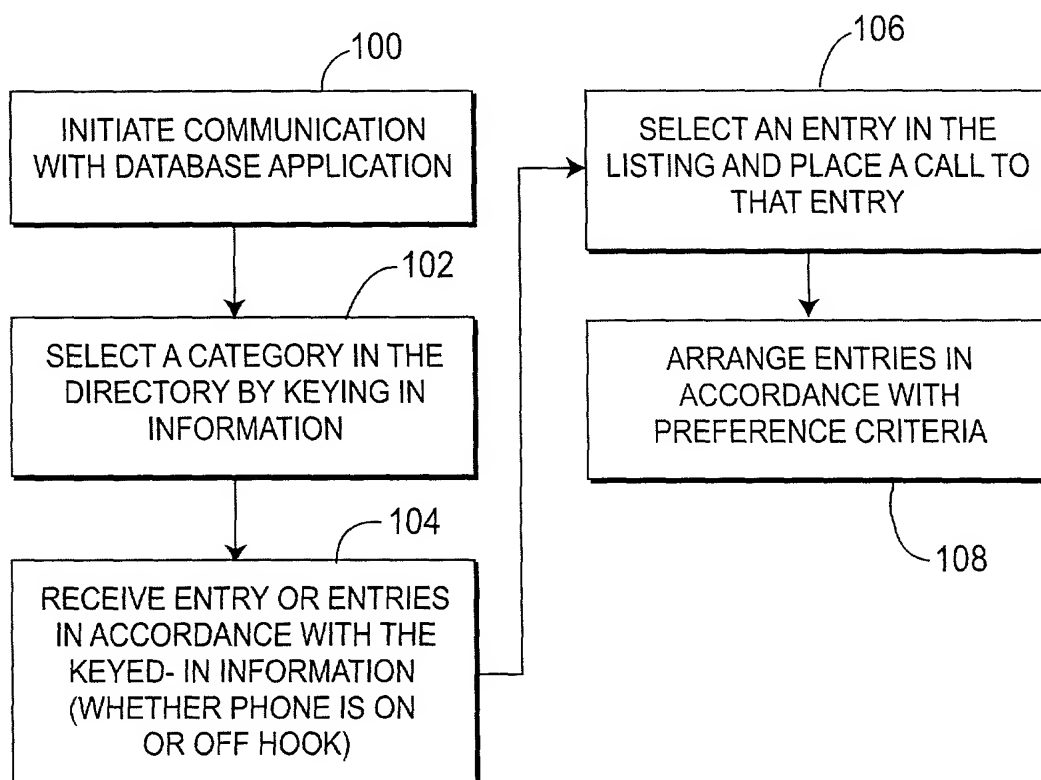 100
INITIATE COMMUNICATION
WITH DATABASE APPLICATION
102
SELECT A CATEGORY IN THE
DIRECTORY BY KEYING IN
INFORMATION
104
RECEIVE ENTRY OR ENTRIES
IN ACCORDANCE WITH THE
KEYED- IN INFORMATION
(WHETHER PHONE IS ON
OR OFF HOOK)
106
SELECT AN ENTRY IN THE
LISTING AND PLACE A CALL TO
THAT ENTRY
ARRANGE ENTRIES IN
ACCORDANCE WITH
PREFERENCE CRITERIA
108